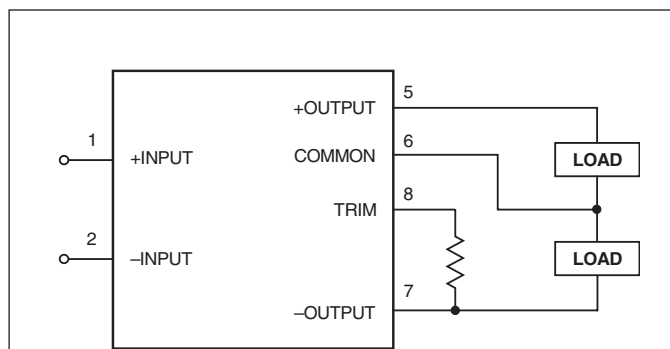 5
+OUTPUT
1
+INPUT
6
COMMON
LOAD
8
TRIM
2
–INPUT
LOAD
7
–OUTPUT